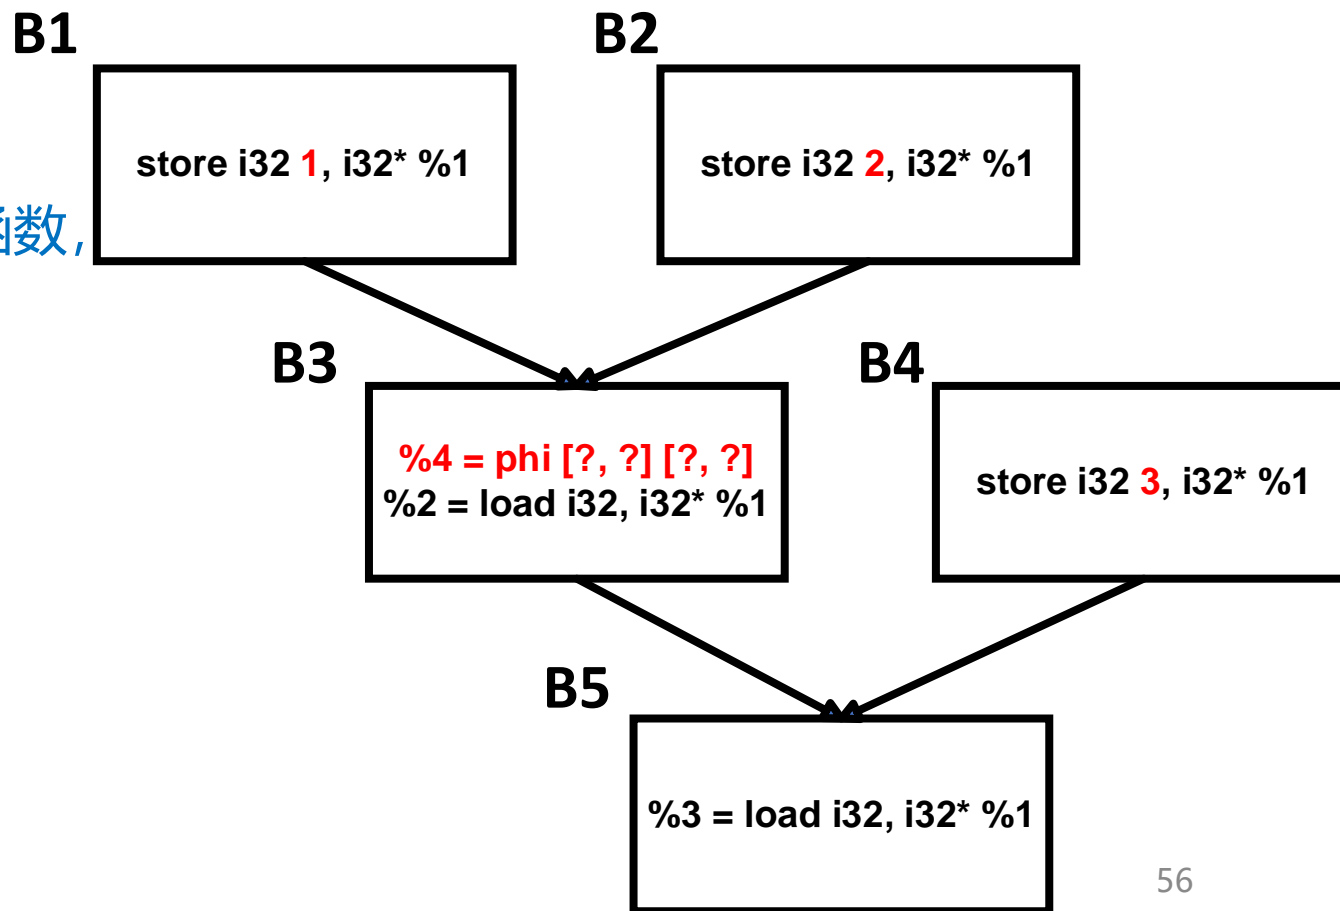 B1
B2
store i32 1, i32* %1
store i32 2, i32* %1
函数,
B3
B4
%4 = phi [?, ?] [?, ?]
%2 = load i32, i32* %1
store i32 3, i32* %1
B5
%3 = load i32, i32* %1
56